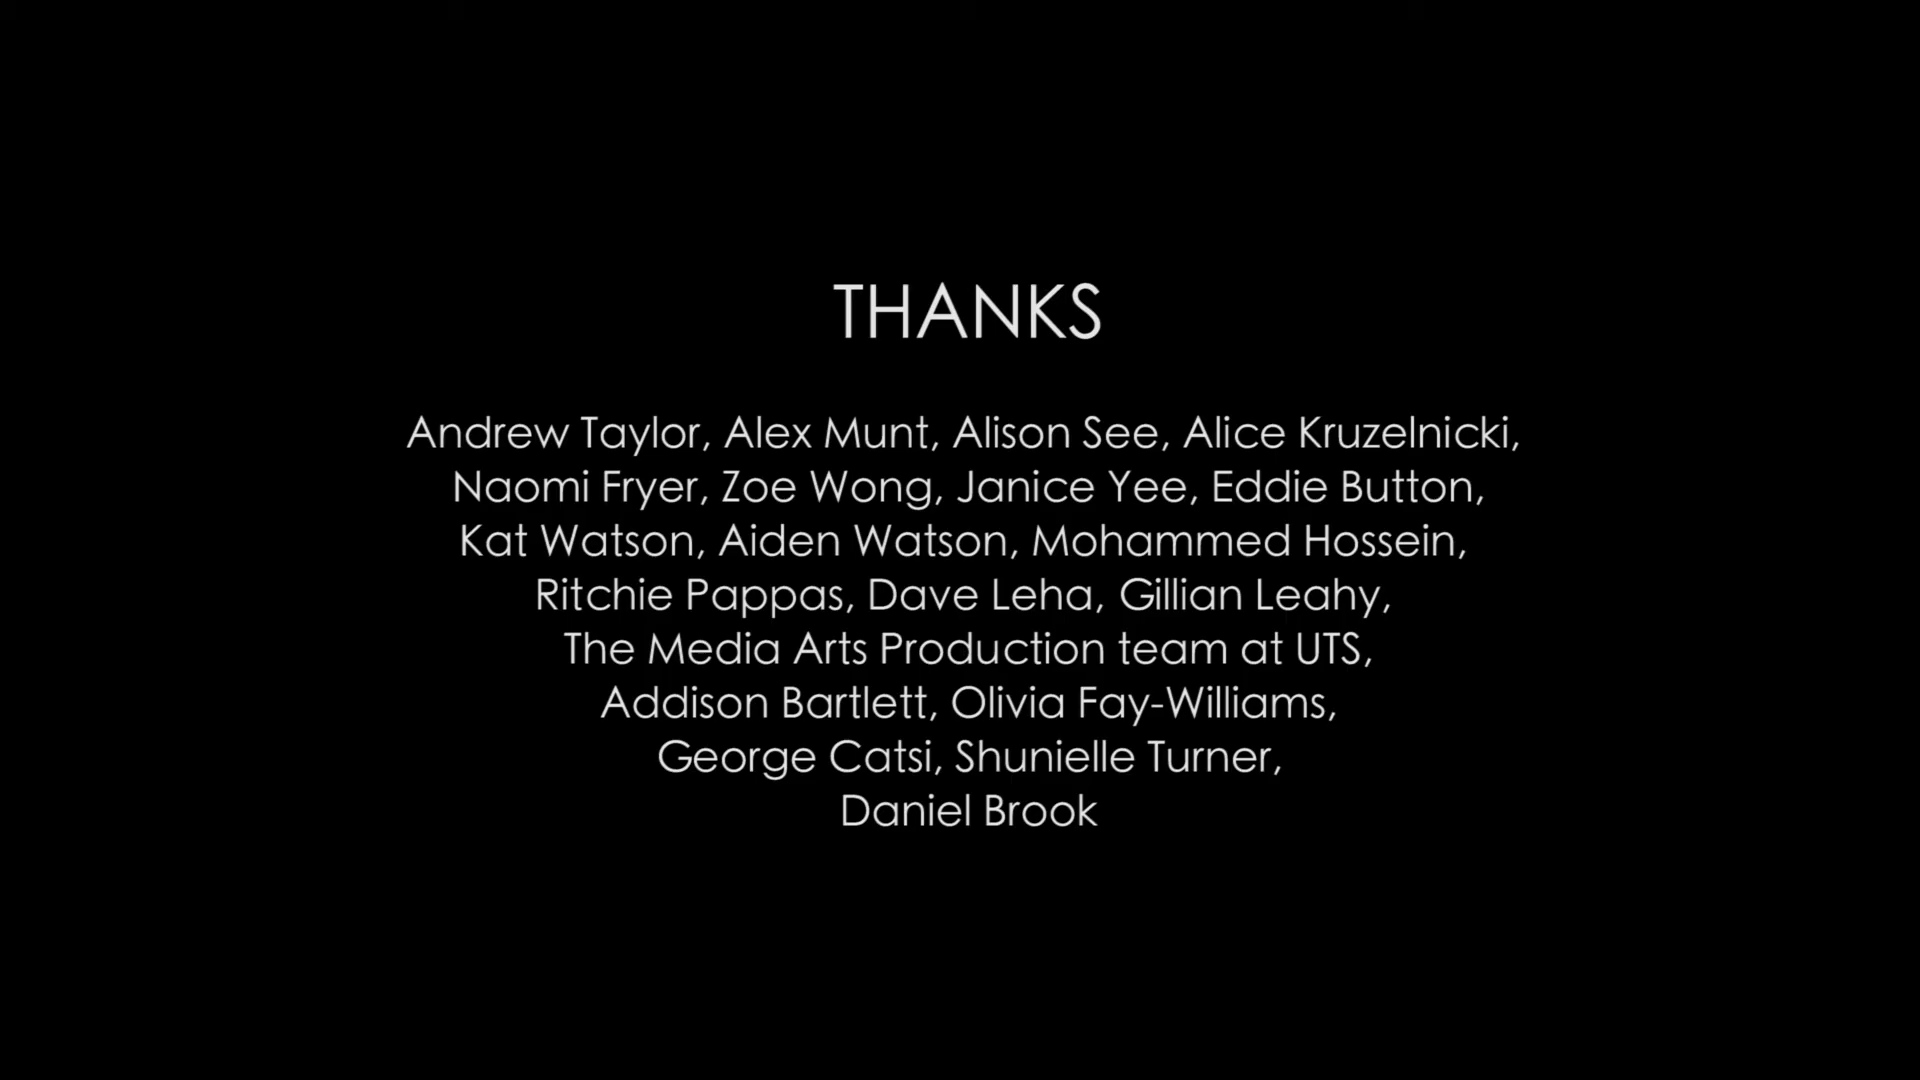 THANKS
Andrew Taylor, Alex Munt, Alison See, Alice Kruzelnicki,
Naomi Fryer, Zoe Wong, Janice Yee, Eddie Button,
Kat Watson, Aiden Watson, Mohammed Hossein,
Ritchie Pappas, Dave Leha, Gillian Leahy,
The Media Arts Production team at UTS,
Addison Bartlett, Olivia Fay-Williams,
George Catsi, Shunielle Turner,
Daniel Brook